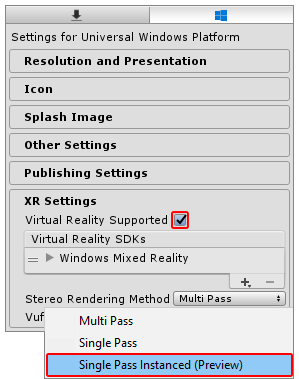 Settings for Universal Windows Platform
Resolution and Presentation
Icon
Splash Image
Other Settings
Publishing Settings
XR Settings
Virtual Reality Supported
Virtual Reality SDKs
Windows Mixed Reality
Stereo Rendering Method Multi Pass
Vuf
Multi Pass
Single Pass
Single Pass Instanced (Preview)